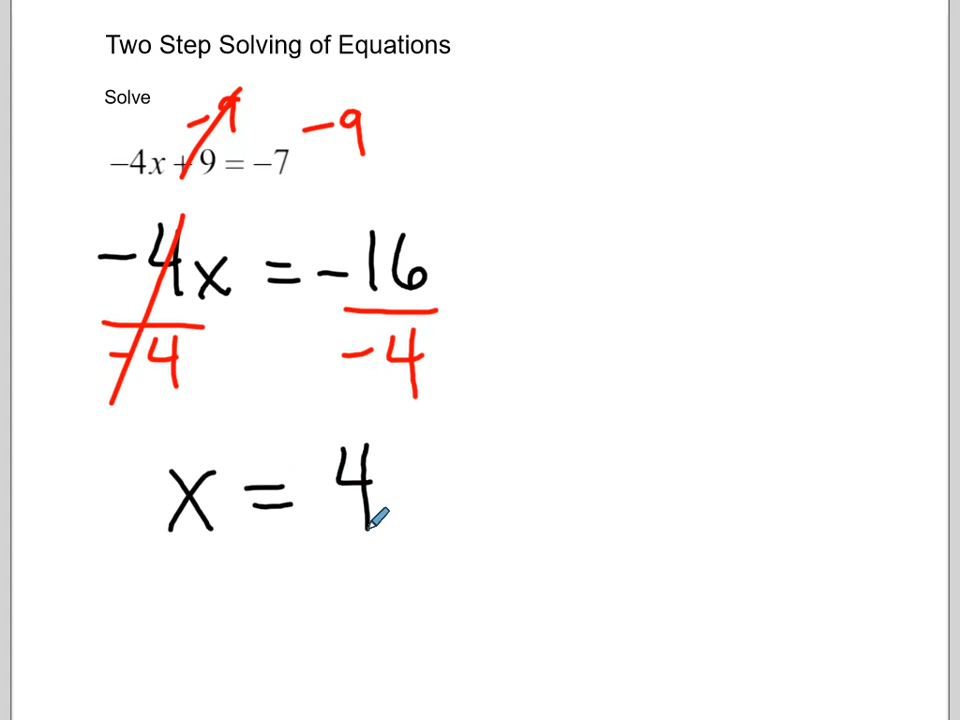 Two Step Solving of Equations
Solve
-9 -9
−4x + 9 = −7
-4x = -16
-4 -4
x = 4